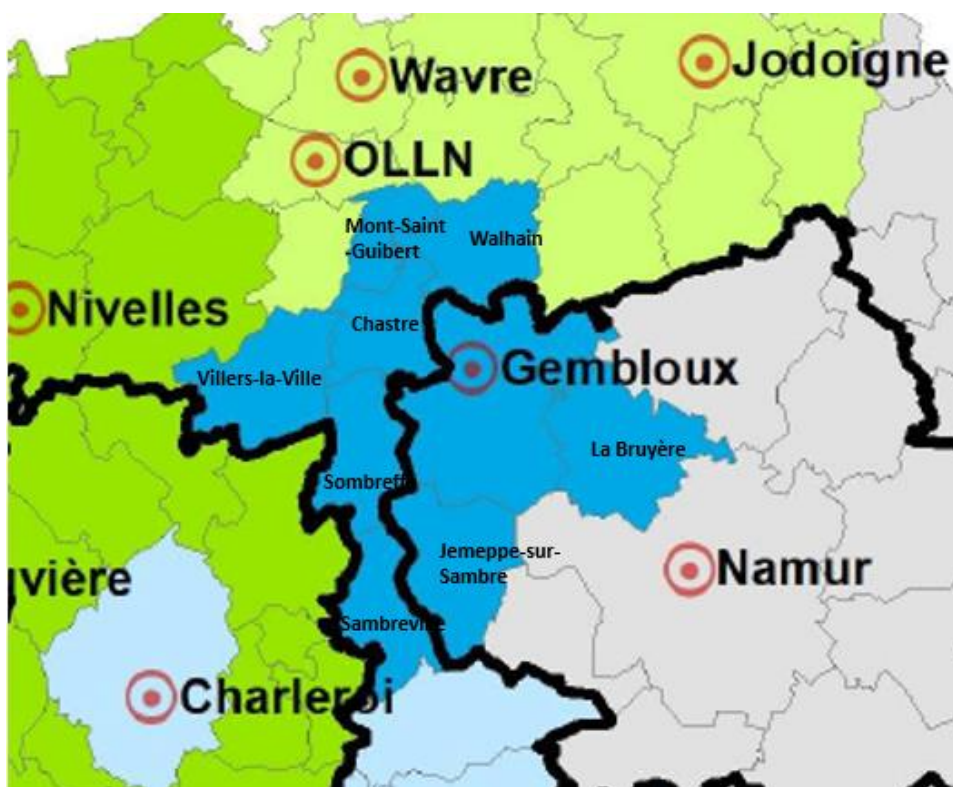 Wavre
Jodoigne
OLLN
Mont-Saint
-Guibert
Walhain
Nivelles
Chastre
Gembloux
Villers-la-Ville
La Bruyère
Sombreffe
Jemeppe-sur-
Sambre
Namur
uvière
Sambreville
Charleroi